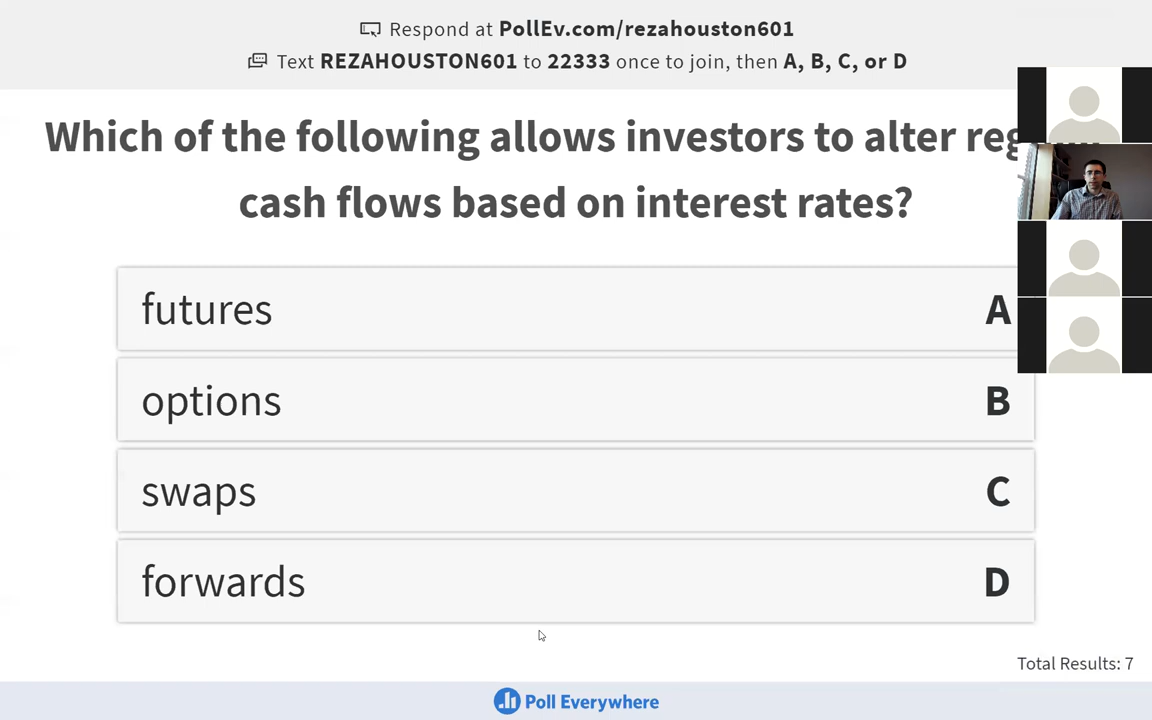 Respond at PollEv.com/rezahouston601
Text REZAHOUSTON601 to 22333 once to join, then A, B, C, or D
Which of the following allows investors to alter
cash flows based on interest rates?
futures A
options B
swaps C
forwards D
Total Results: 7
Poll Everywhere